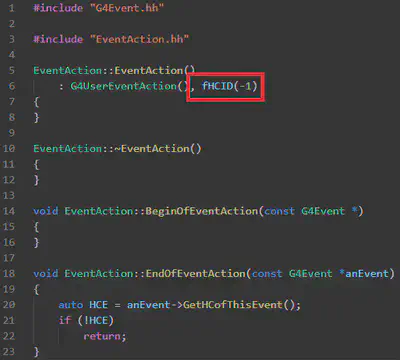 1 #include "G4Event.hh"
2
3 #include "EventAction.hh"
4
5 EventAction::EventAction()
6     : G4UserEventAction(), fHCID(-1)
7 {
8 }
9
10 EventAction::~EventAction()
11 {
12 }
13
14 void EventAction::BeginOfEventAction(const G4Event *)
15 {
16 }
17
18 void EventAction::EndOfEventAction(const G4Event *anEvent)
19 {
20     auto HCE = anEvent->GetHCofThisEvent();
21     if (!HCE)
22         return;
23 }